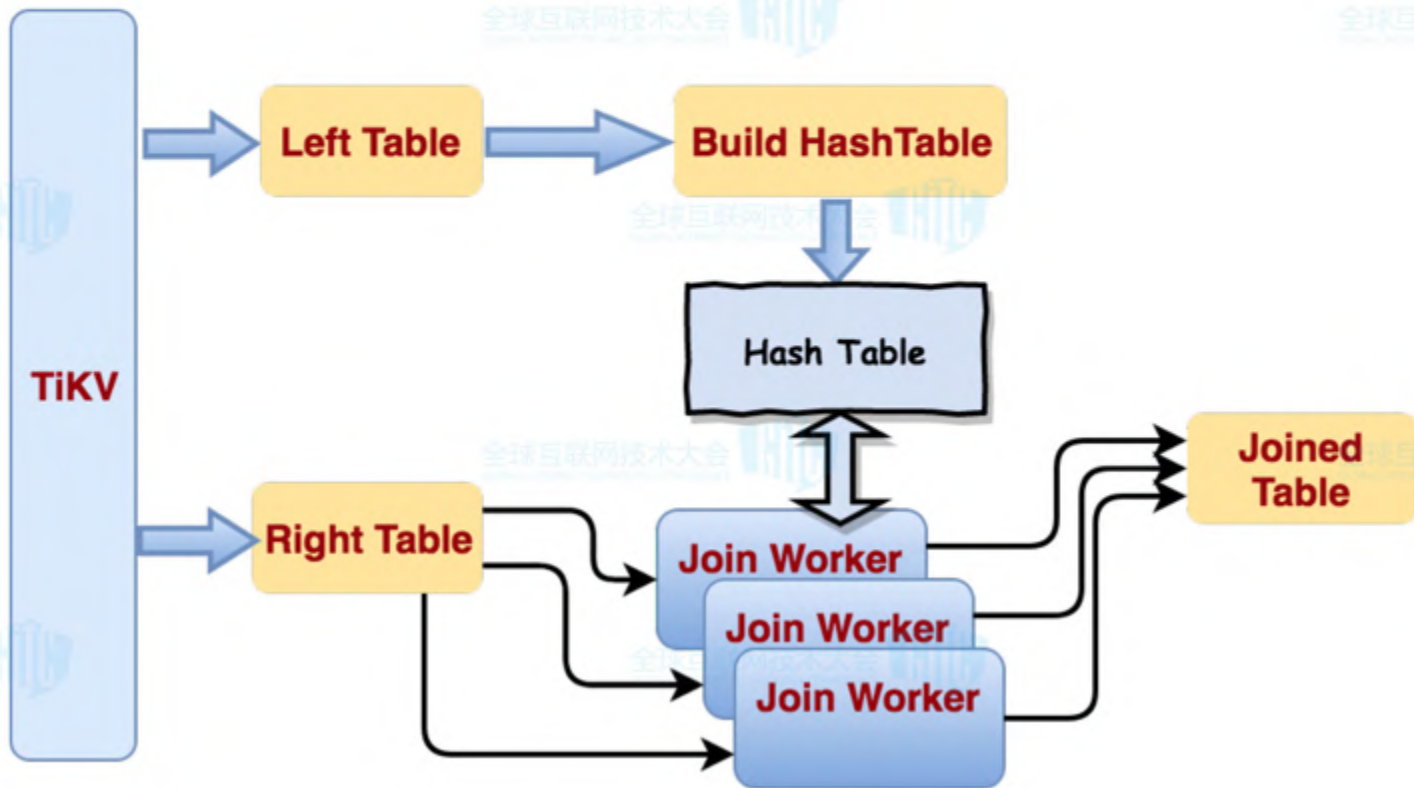 全球互联网技术大会
Left Table
Build HashTable
全球互联网技术大会
Hash Table
TiKV
全球互联网技术大会
Joined
Table
Right Table
Join Worker
Join Worker
Join Worker